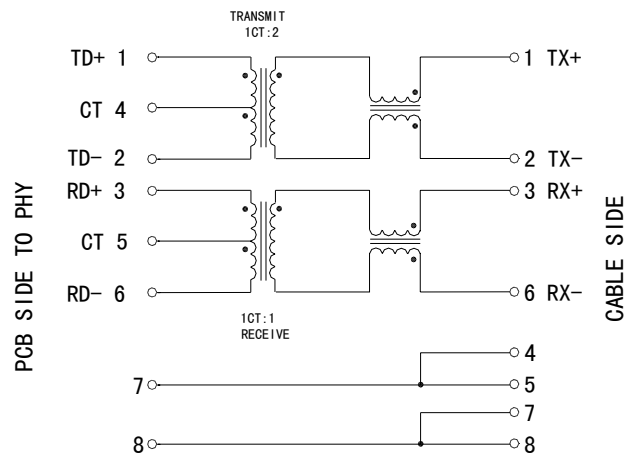 TRANSMIT
1CT:2
TD+ 1
1 TX+
CT 4
TD- 2
2 TX-
RD+ 3
3 RX+
CT 5
RD- 6
6 RX-
1CT:1
RECEIVE
4
7
5
7
8
8
PCB SIDE TO PHY
CABLE SIDE